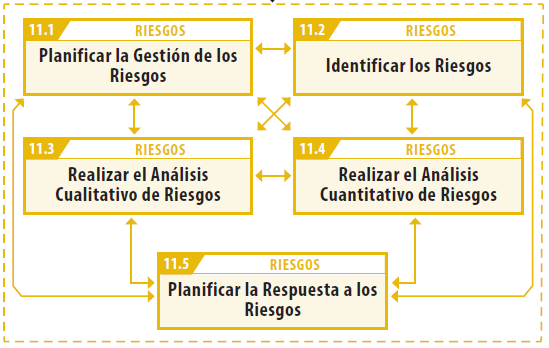 11.1 RIESGOS
Planificar la Gestión de los
Riesgos
11.2 RIESGOS
Identificar los Riesgos
11.3 RIESGOS
Realizar el Análisis
Cualitativo de Riesgos
11.4 RIESGOS
Realizar el Análisis
Cuantitativo de Riesgos
11.5 RIESGOS
Planificar la Respuesta a los
Riesgos